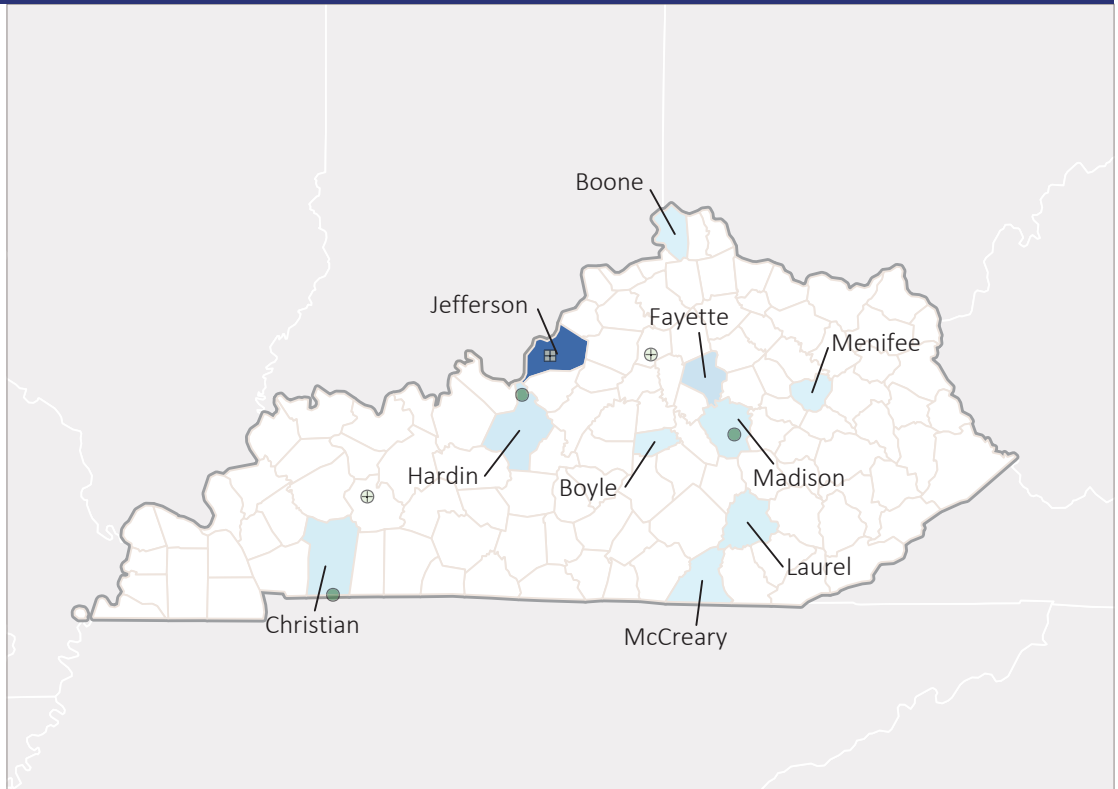 Boone
Jefferson
Fayette
Menifee
Hardin
Boyle
Madison
Laurel
Christian
McCreary